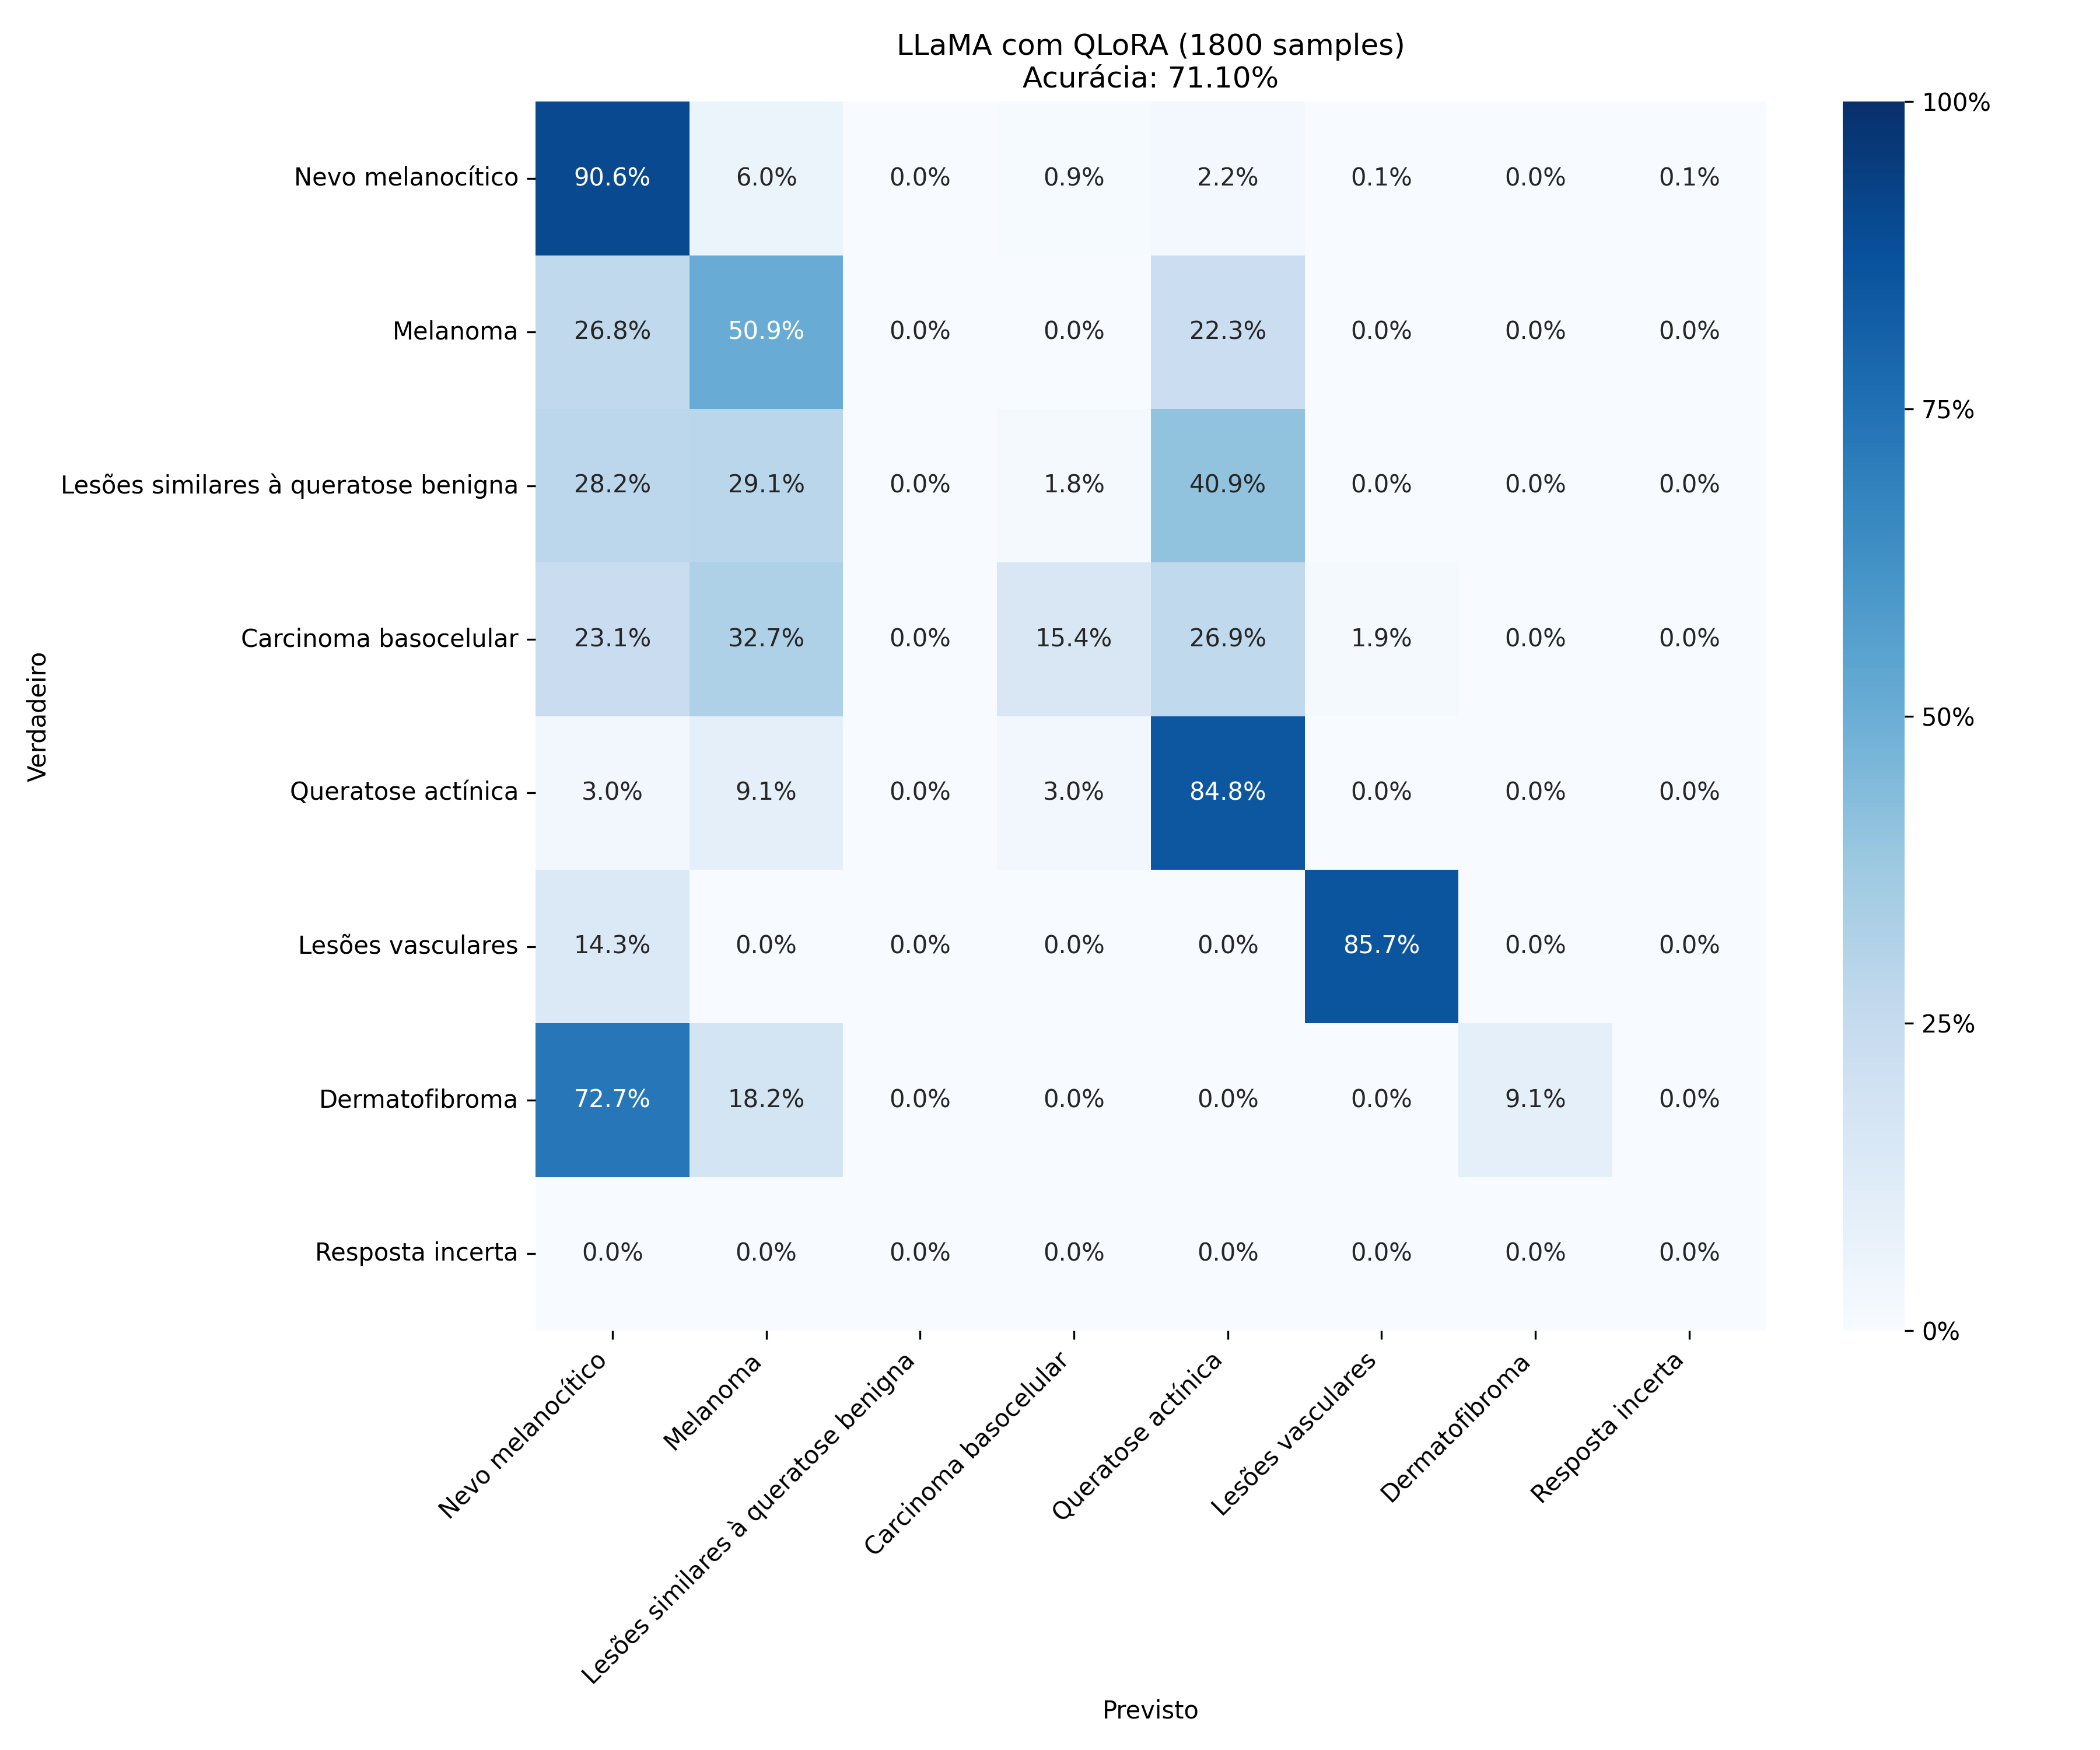 LLaMA com QLoRA (1800 samples)
Acurácia: 71.10%
Verdadeiro
Nevo melanocítico 90.6% 6.0% 0.0% 0.9% 2.2% 0.1% 0.0% 0.1%
Melanoma 26.8% 50.9% 0.0% 0.0% 22.3% 0.0% 0.0% 0.0%
Lesões similares à queratose benigna 28.2% 29.1% 0.0% 1.8% 40.9% 0.0% 0.0% 0.0%
Carcinoma basocelular 23.1% 32.7% 0.0% 15.4% 26.9% 1.9% 0.0% 0.0%
Queratose actínica 3.0% 9.1% 0.0% 3.0% 84.8% 0.0% 0.0% 0.0%
Lesões vasculares 14.3% 0.0% 0.0% 0.0% 0.0% 85.7% 0.0% 0.0%
Dermatofibroma 72.7% 18.2% 0.0% 0.0% 0.0% 0.0% 9.1% 0.0%
Resposta incerta 0.0% 0.0% 0.0% 0.0% 0.0% 0.0% 0.0% 0.0%
Nevo melanocítico
Melanoma
Lesões similares à queratose benigna
Carcinoma basocelular
Queratose actínica
Lesões vasculares
Dermatofibroma
Resposta incerta
Previsto
100%
75%
50%
25%
0%